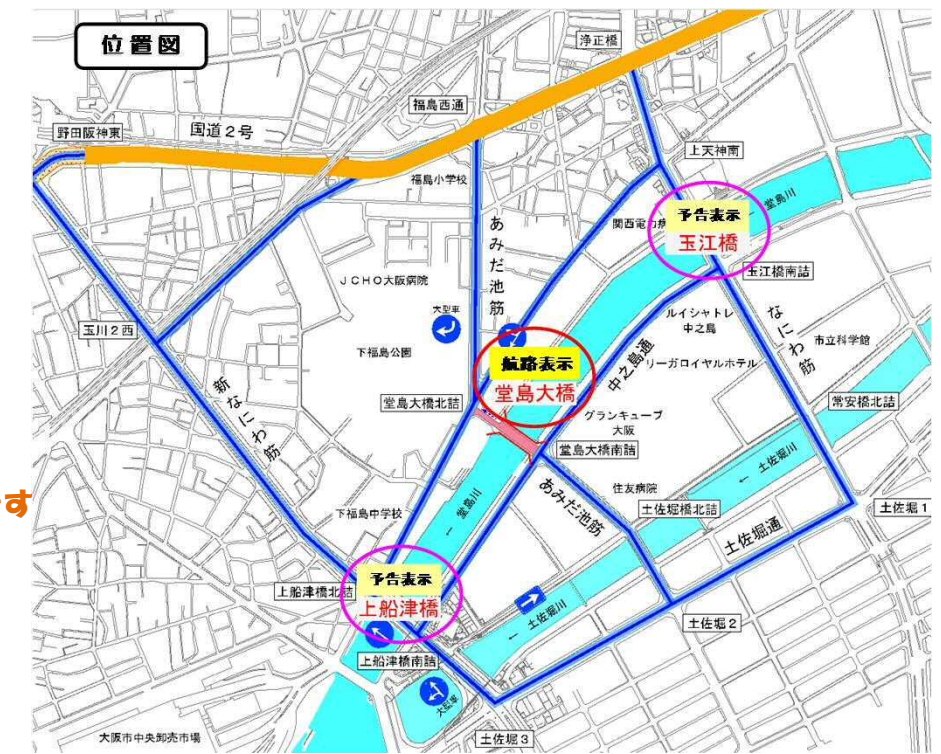 位置図
浄正橋
福島西通
国道2号
野田阪神東
上天神南
福島小学校
予告表示
玉江橋
堂島川
関西電力病
あみだ池筋
玉江橋南詰
JCHO大阪病院
大型車
ルイシャトレ
中之島
なにわ筋
市立科学館
玉川2西
下福島公園
航路表示
堂島大橋
中之島通
リーガロイヤルホテル
新なにわ筋
堂島大橋北詰
常安橋北詰
グランキューブ
大阪
堂島大橋南詰
土佐堀川
あみだ池筋
住友病院
す
下福島中学校
堂島川
土佐堀橋北詰
土佐堀通
土佐堀1
予告表示
上船津橋
上船津橋北詰
土佐堀川
土佐堀2
上船津橋南詰
大型車
大阪市中央卸売市場
土佐堀3